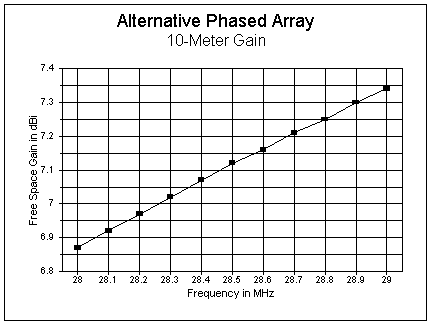 Alternative Phased Array
10-Meter Gain
7.4
7.3
7.2
7.1
7
6.9
6.8
Free Space Gain in dBi
28 28.1 28.2 28.3 28.4 28.5 28.6 28.7 28.8 28.9 29
Frequency in MHz